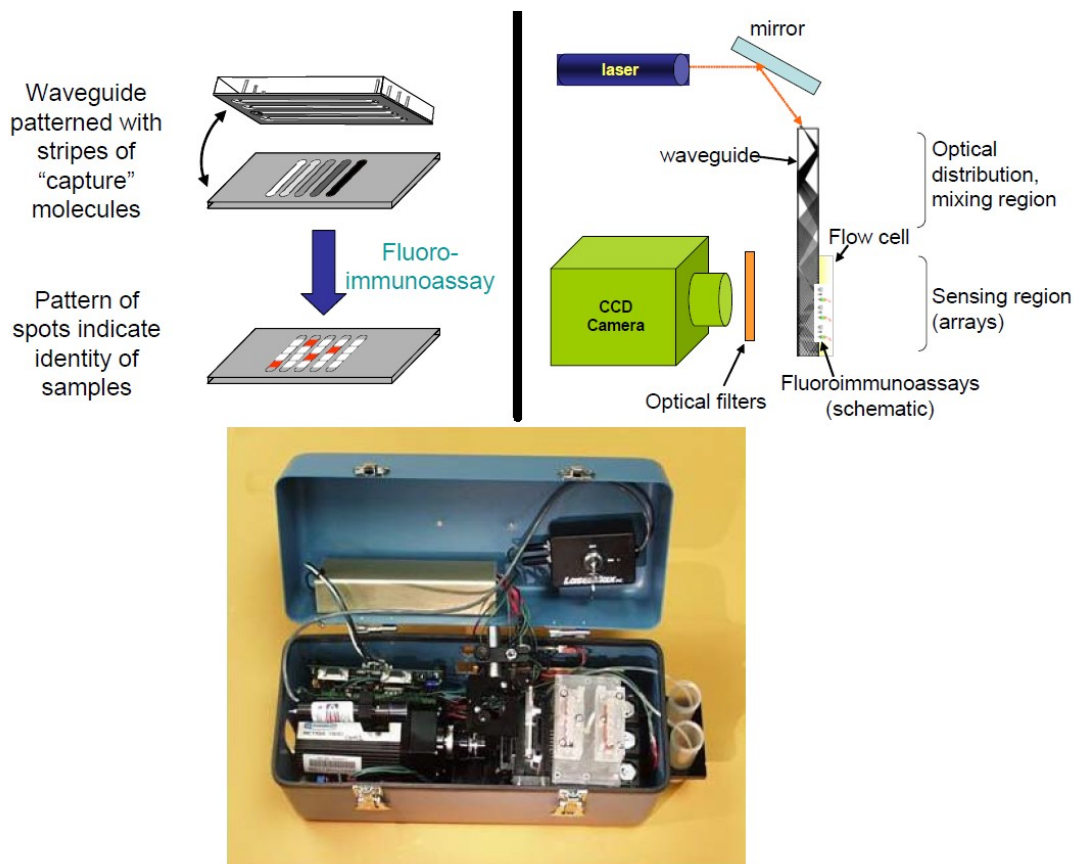 Waveguide
patterned with
stripes of
“capture”
molecules
Fluoro-
immunoassay
Pattern of
spots indicate
identity of
samples
mirror
laser
waveguide
Optical
distribution,
mixing region
Flow cell
CCD
Camera
Sensing region
(arrays)
Optical filters
Fluoroimmunoassays
(schematic)
LaserMax